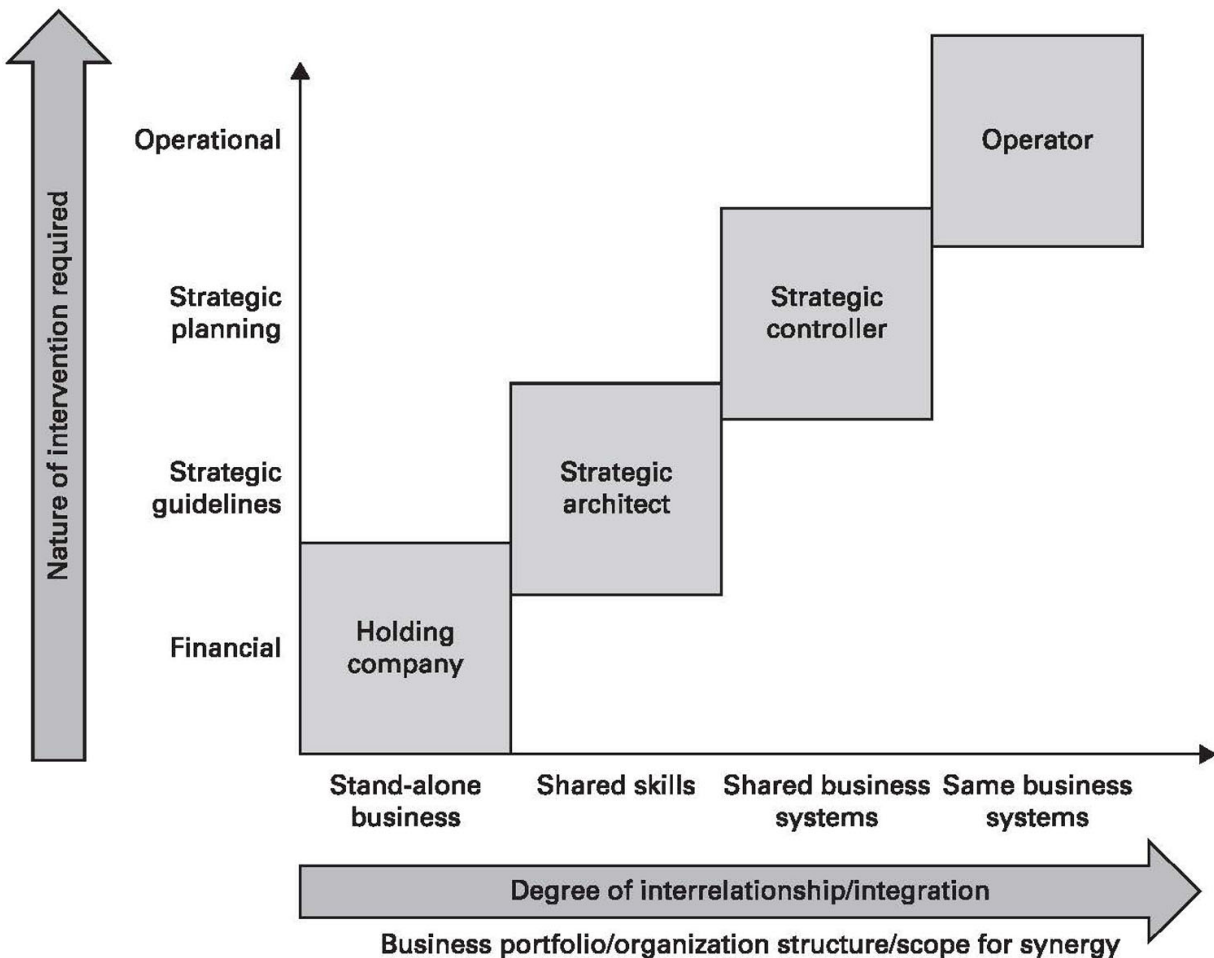 Nature of intervention required
Operational
Operator
Strategic
planning
Strategic
controller
Strategic
guidelines
Strategic
architect
Financial
Holding
company
Stand-alone
business
Shared skills
Shared business
systems
Same business
systems
Degree of interrelationship/integration
Business portfolio/organization structure/scope for synergy